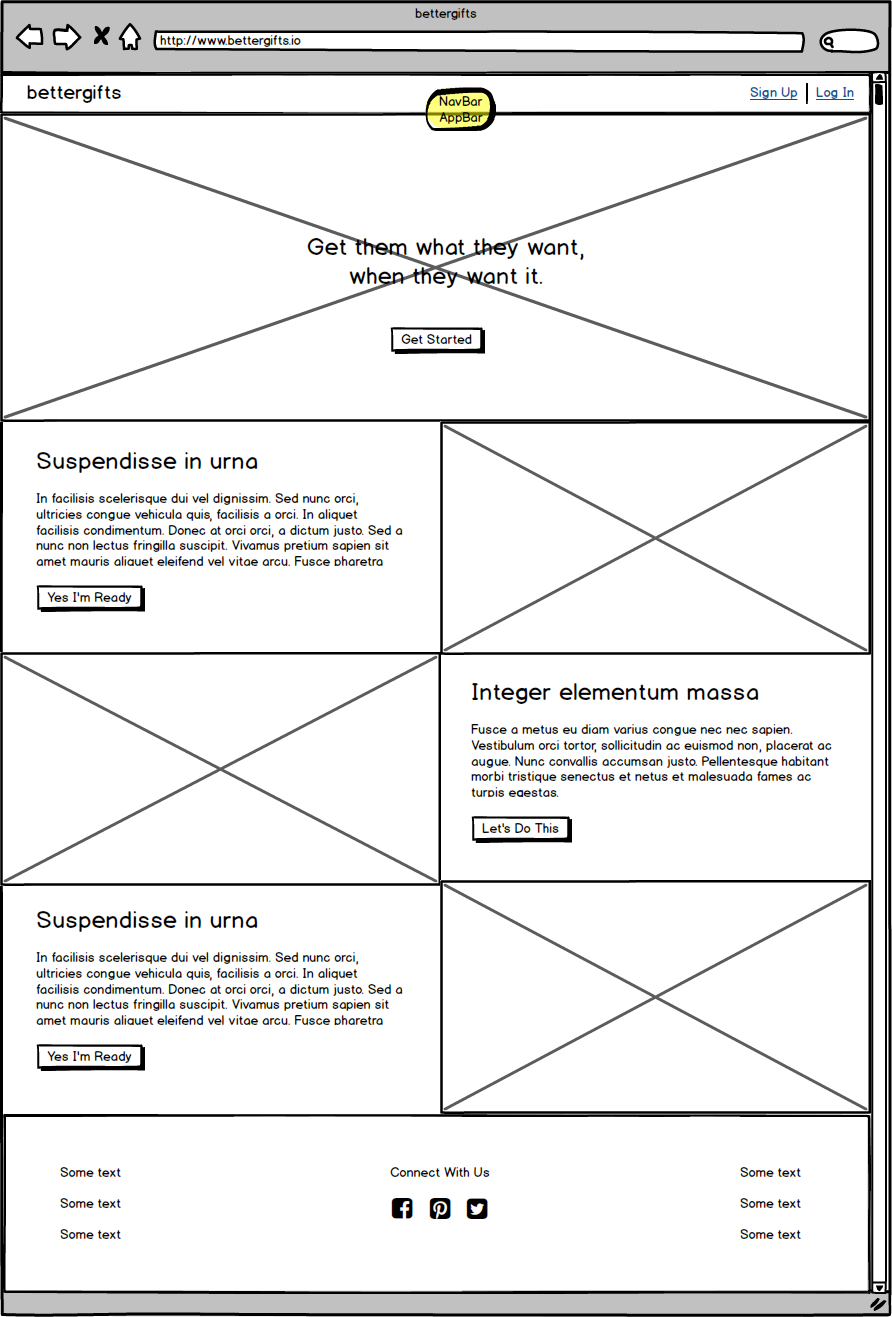 bettergifts
http://www.bettergifts.io
bettergifts
NavBar
AppBar
Sign Up
Log In
Get them what they want,
when they want it.
Get Started
Suspendisse in urna
In facilisis scelerisque dui vel dignissim. Sed nunc orci,
ultricies congue vehicula quis, facilisis a orci. In aliquet
facilisis condimentum. Donec at orci orci, a dictum justo. Sed a
nunc non lectus fringilla suscipit. Vivamus pretium sapien sit
amet mauris aliquet eleifend vel vitae arcu. Fusce pharetra
Yes I'm Ready
Integer elementum massa
Fusce a metus eu diam varius congue nec nec sapien.
Vestibulum orci tortor, sollicitudin ac euismod non, placerat ac
augue. Nunc convallis accumsan justo. Pellentesque habitant
morbi tristique senectus et netus et malesuada fames ac
turpis egestas.
Let's Do This
Suspendisse in urna
In facilisis scelerisque dui vel dignissim. Sed nunc orci,
ultricies congue vehicula quis, facilisis a orci. In aliquet
facilisis condimentum. Donec at orci orci, a dictum justo. Sed a
nunc non lectus fringilla suscipit. Vivamus pretium sapien sit
amet mauris aliquet eleifend vel vitae arcu. Fusce pharetra
Yes I'm Ready
Some text
Some text
Some text
Connect With Us
Some text
Some text
Some text